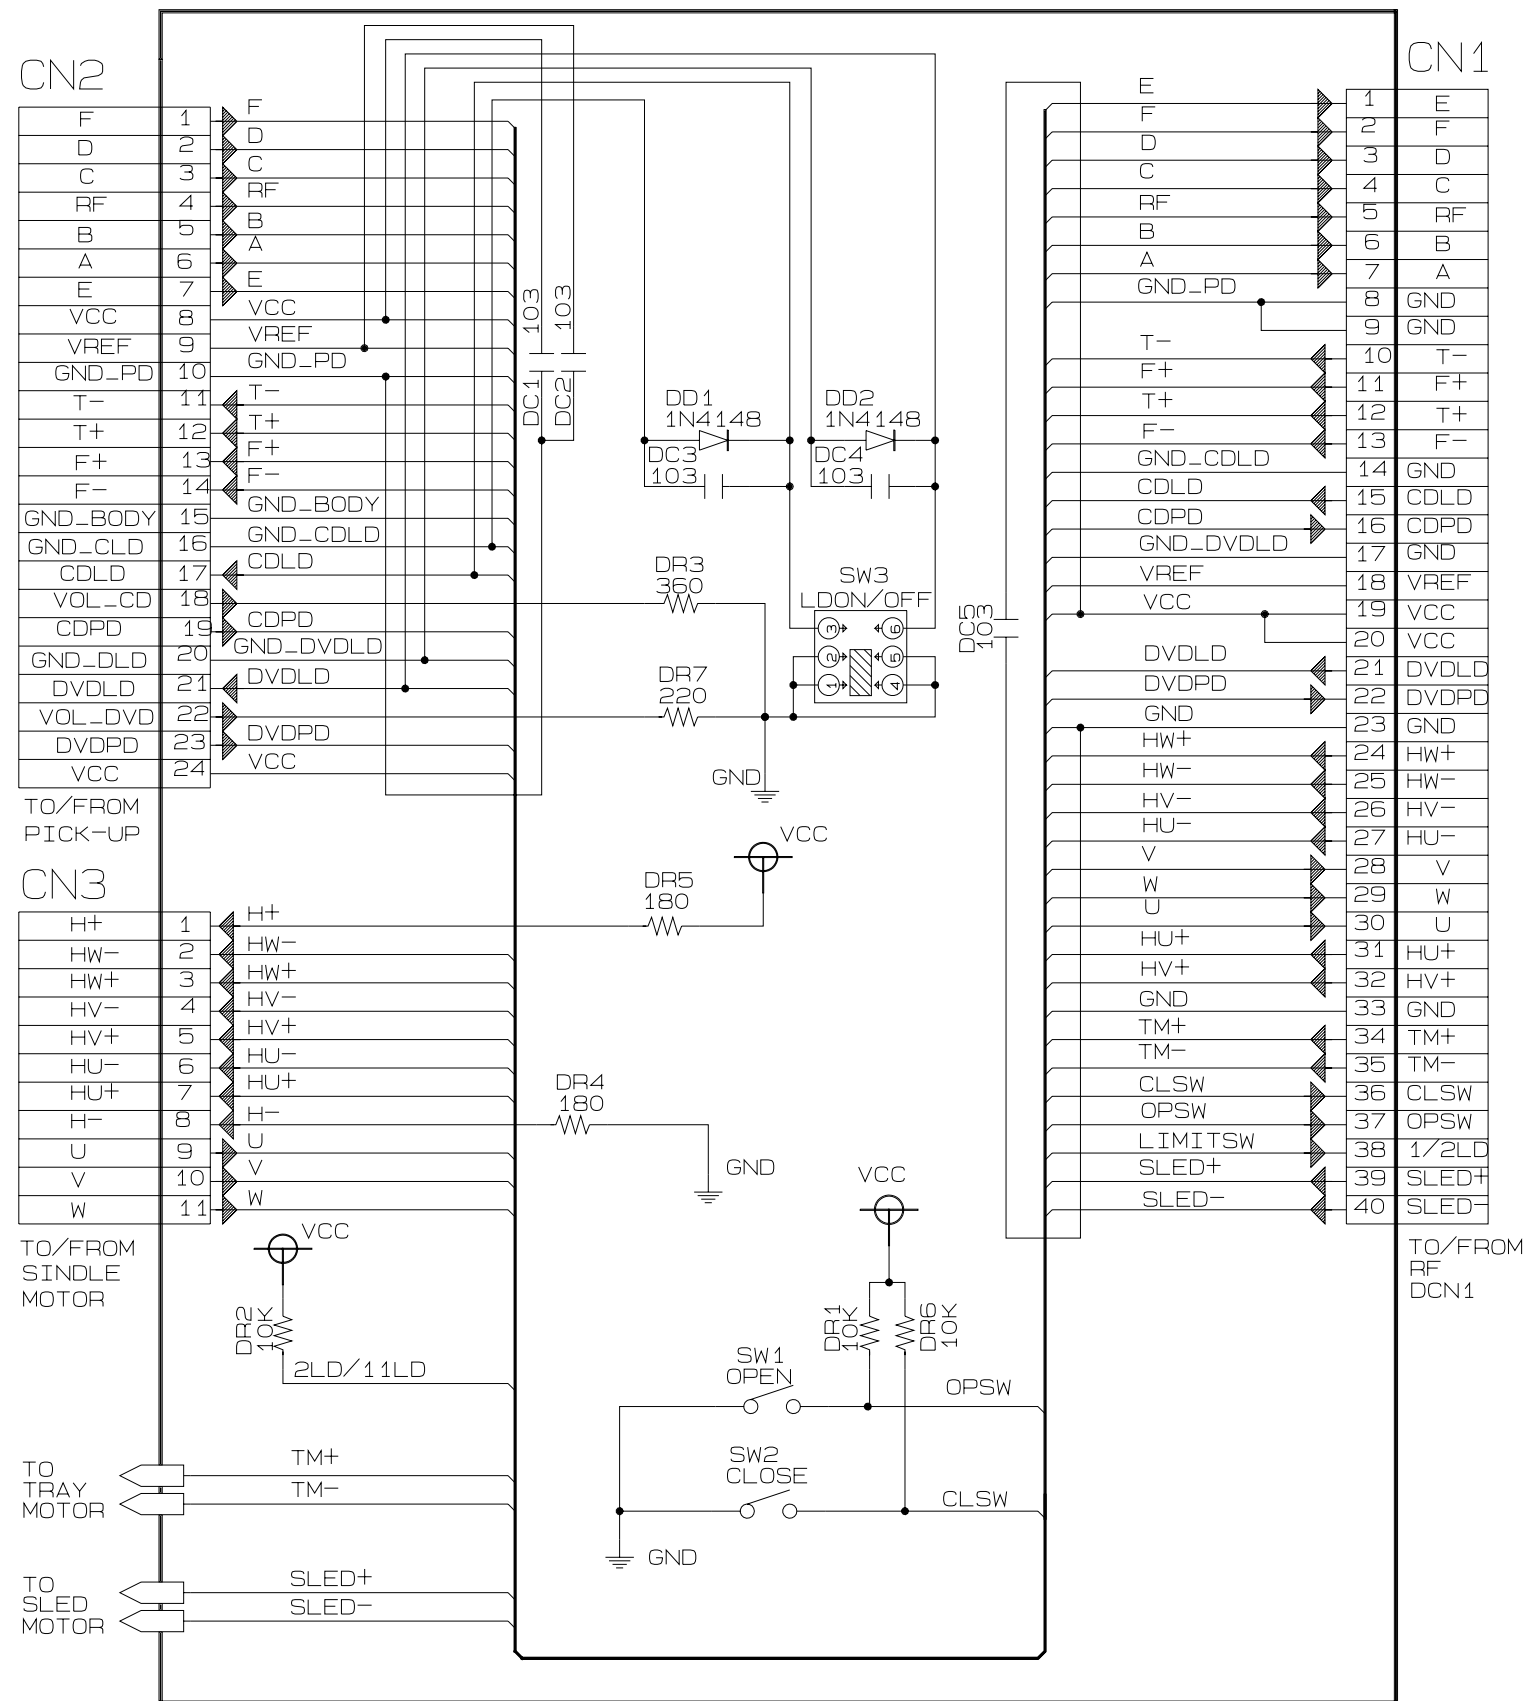 CN2
F 1 F
D 2 D
C 3 C
RF 4 RF
B 5 B
A 6 A
E 7 E
VCC 8 VCC
VREF 9 VREF
GND_PD 10 GND_PD
T- 11 T-
T+ 12 T+
F+ 13 F+
F- 14 F-
GND_BODY 15 GND_BODY
GND_CLD 16 GND_CDLD
CDLD 17 CDLD
VOL_CD 18
CDPD 19 CDPD
GND_DLD 20 GND_DVDLD
DVDLD 21 DVDLD
VOL_DVD 22
DVDPD 23 DVDPD
VCC 24 VCC
TO/FROM
PICK-UP
CN3
H+ 1 H+
HW- 2 HW-
HW+ 3 HW+
HV- 4 HV-
HV+ 5 HV+
HU- 6 HU-
HU+ 7 HU+
H- 8 H-
U 9 U
V 10 V
W 11 W
TO/FROM
SINDLE
MOTOR
VCC
DR2
10K
2LD/11LD
TO
TRAY
MOTOR
TM+
TM-
TO
SLED
MOTOR
SLED+
SLED-
DC1 103
DC2 103
DD1
1N4148
DC3
103
DD2
1N4148
DC4
103
DR3
360
SW3
LDON/OFF
3 6
2 5
1 4
DR7
220
GND
VCC
DR5
180
DR4
180
GND
VCC
DR1
10K
DR6
10K
SW1
OPEN
OPSW
SW2
CLOSE
CLSW
GND
DC5
103
CN1
E 1 E
F 2 F
D 3 D
C 4 C
RF 5 RF
B 6 B
A 7 A
GND_PD 8 GND
9 GND
T- 10 T-
F+ 11 F+
T+ 12 T+
F- 13 F-
GND_CDLD 14 GND
CDLD 15 CDLD
CDPD 16 CDPD
GND_DVDLD 17 GND
VREF 18 VREF
VCC 19 VCC
20 VCC
DVDLD 21 DVDLD
DVDPD 22 DVDPD
GND 23 GND
HW+ 24 HW+
HW- 25 HW-
HV- 26 HV-
HU- 27 HU-
V 28 V
W 29 W
U 30 U
HU+ 31 HU+
HV+ 32 HV+
GND 33 GND
TM+ 34 TM+
TM- 35 TM-
CLSW 36 CLSW
OPSW 37 OPSW
LIMITSW 38 1/2LD
SLED+ 39 SLED+
SLED- 40 SLED-
TO/FROM
RF
DCN1